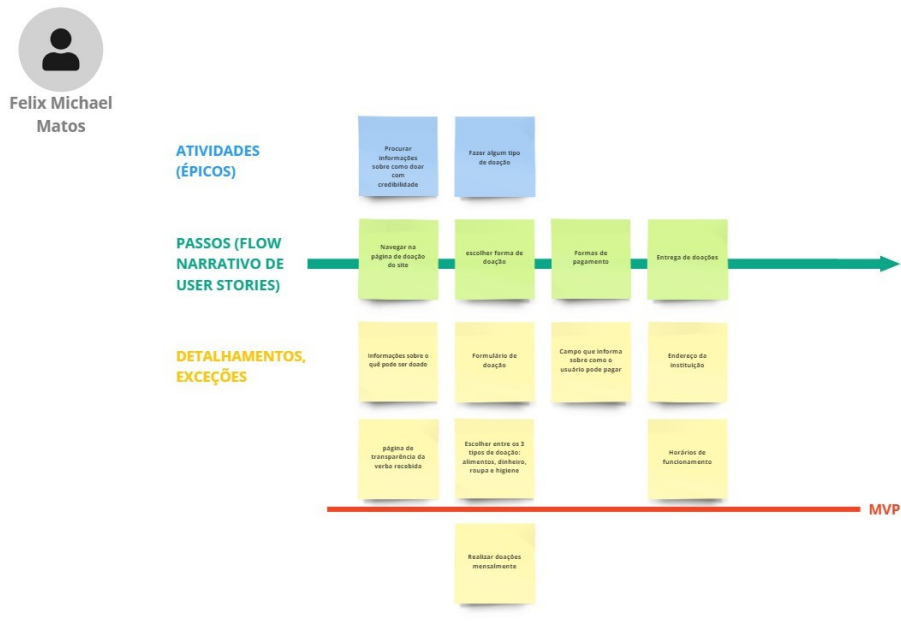 Felix Michael
Matos
ATIVIDADES
(ÉPICOS)
Procurar
informações
sobre como doar
com
credibilidade
Fazer algum tipo
de doação
PASSOS (FLOW
NARRATIVO DE
USER STORIES)
Navegar na
página de doação
do site
escolher forma de
doação
Formas de
pagamento
Entrega de doações
DETALHAMENTOS,
EXCEÇÕES
Informações sobre o
quê pode ser doado
Formulário de
doação
Campo que informa
sobre como o
usuário pode pagar
Endereço da
instituição
página de
transparência da
verba recebida
Escolher entre os 3
tipos de doação:
alimentos, dinheiro,
roupa e higiene
Horários de
funcionamento
MVP
Realizar doações
mensalmente